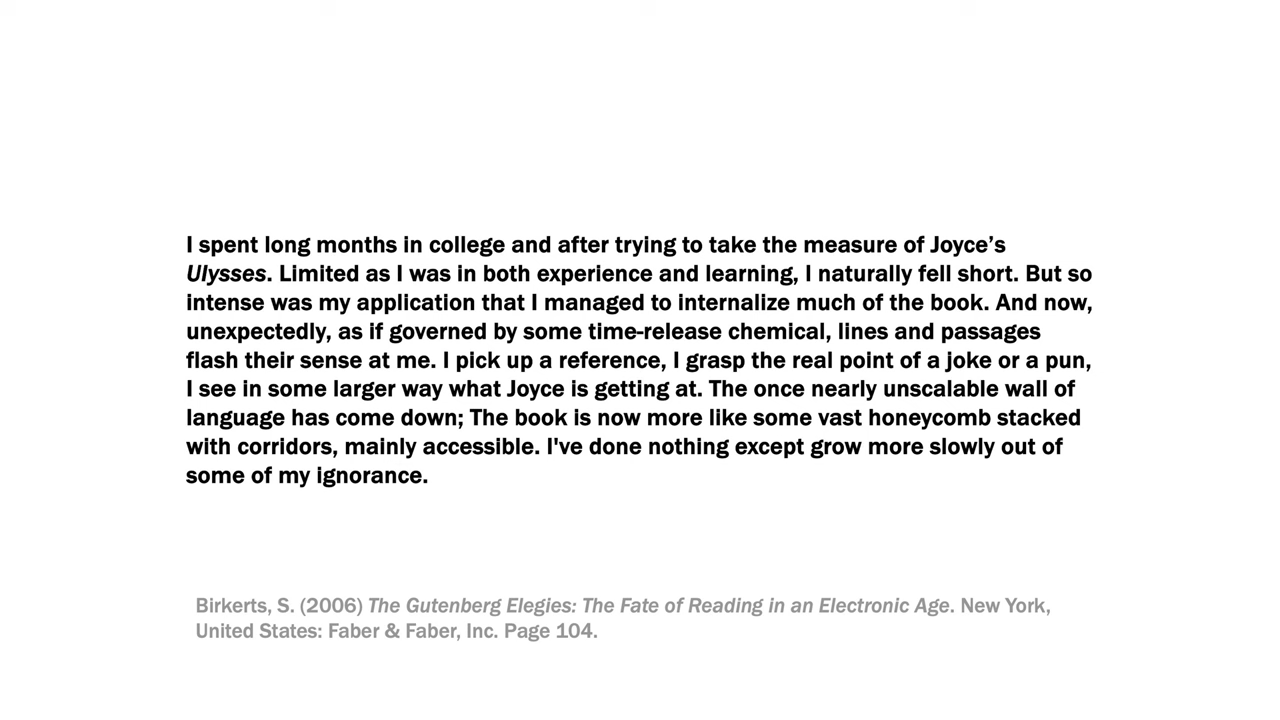 I spent long months in college and after trying to take the measure of Joyce’s
Ulysses. Limited as I was in both experience and learning, I naturally fell short. But so
intense was my application that I managed to internalize much of the book. And now,
unexpectedly, as if governed by some time-release chemical, lines and passages
flash their sense at me. I pick up a reference, I grasp the real point of a joke or a pun,
I see in some larger way what Joyce is getting at. The once nearly unscalable wall of
language has come down; The book is now more like some vast honeycomb stacked
with corridors, mainly accessible. I've done nothing except grow more slowly out of
some of my ignorance.
Birkerts, S. (2006) The Gutenberg Elegies: The Fate of Reading in an Electronic Age. New York,
United States: Faber & Faber, Inc. Page 104.